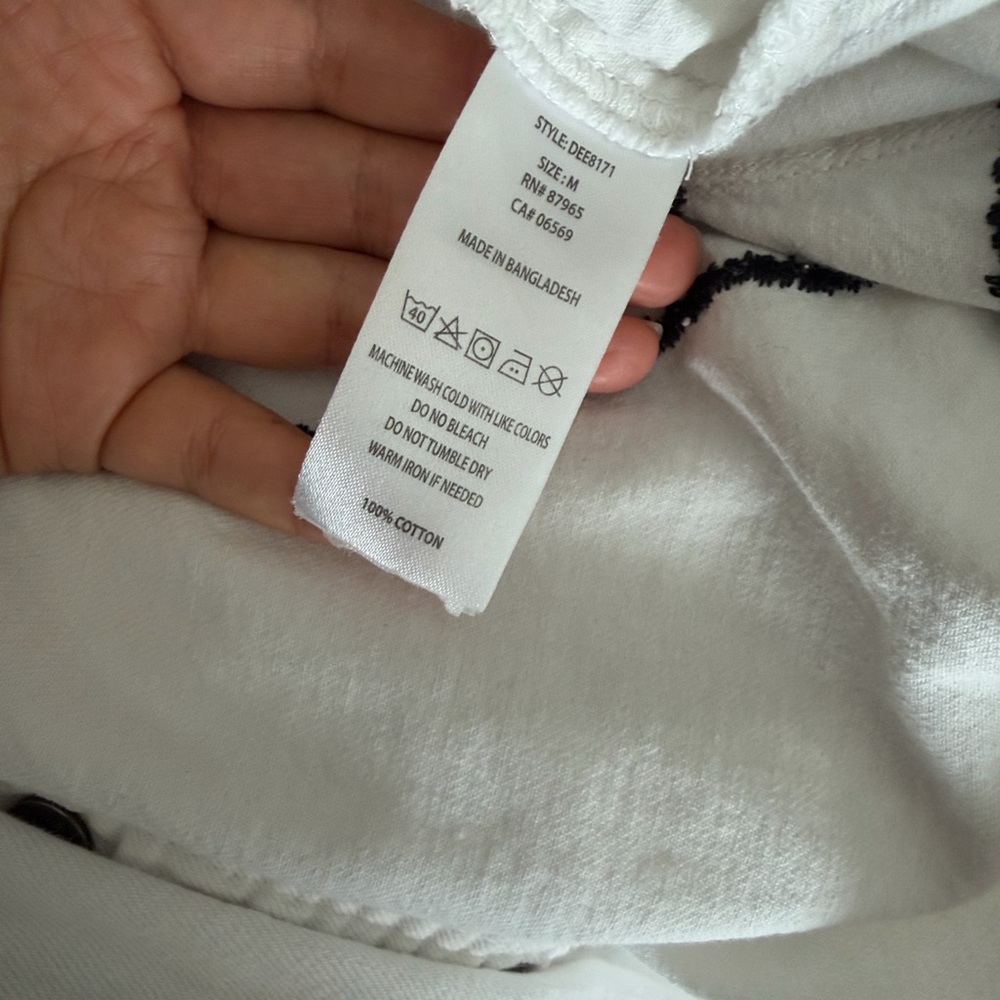 STYLE; DEE8171
SIZE : M
RN# 87965
CA# 06569
MADE IN BANGLADESH
40
MACHINE WASH COLD WITH LIKE COLORS
DO NO BLEACH
DO NOT TUMBLE DRY
WARM IRON IF NEEDED
100% COTTON